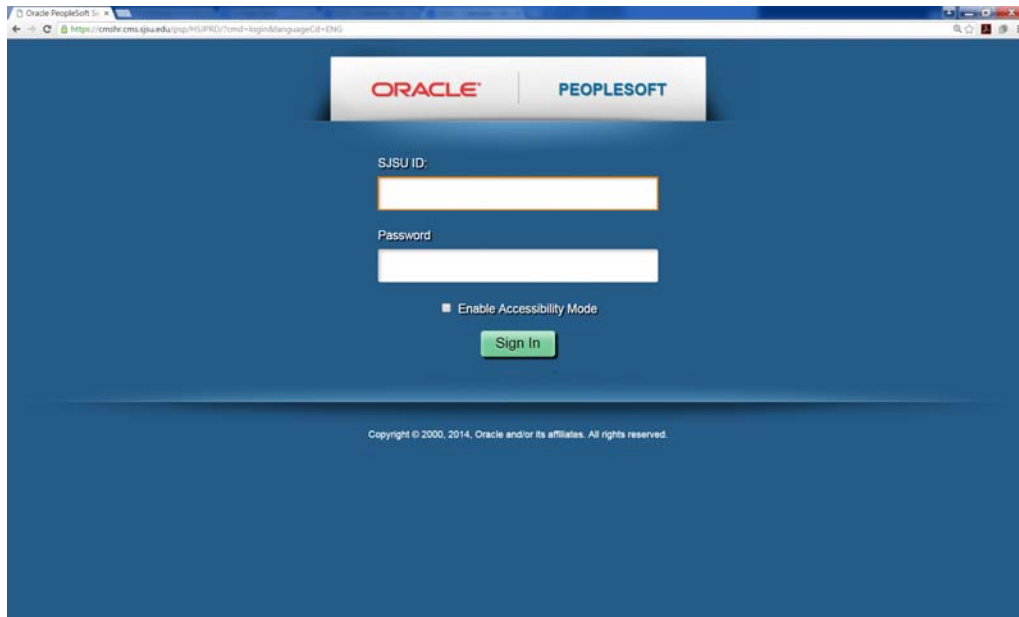 Oracle PeopleSoft Si
https://cmshr.cms.sjsu.edu/psp/HSJPRD/?cmd=login&languageCd=ENG
ORACLE® PEOPLESOFT
SJSU ID:
Password
Enable Accessibility Mode
Sign In
Copyright © 2000, 2014, Oracle and/or its affiliates. All rights reserved.